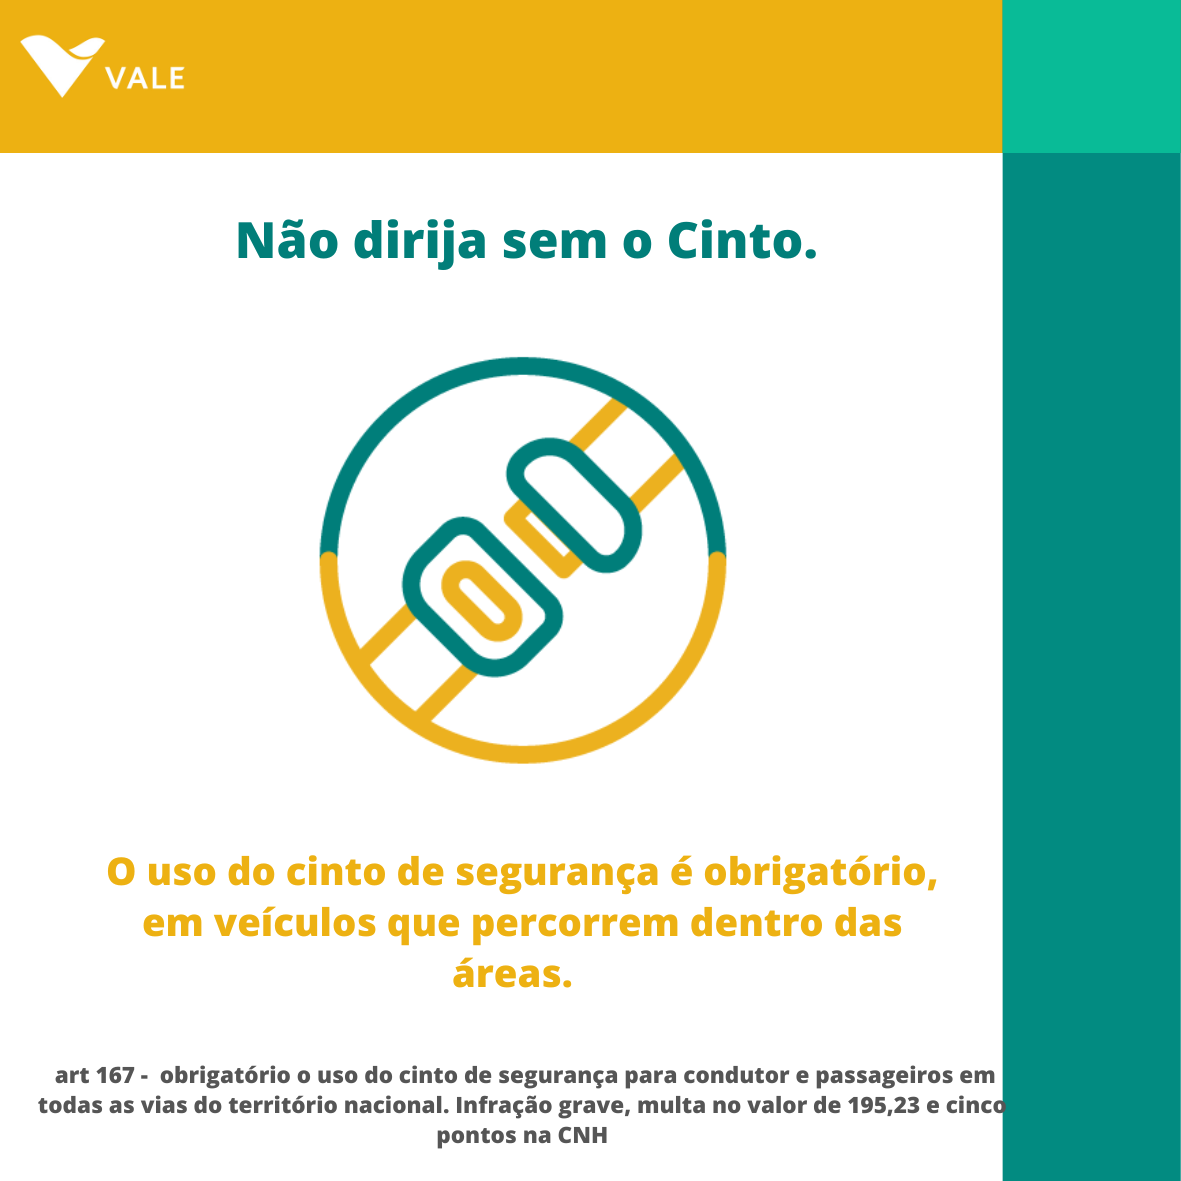 VALE
Não dirija sem o Cinto.
O uso do cinto de segurança é obrigatório,
em veículos que percorrem dentro das
áreas.
art 167 - obrigatório o uso do cinto de segurança para condutor e passageiros em
todas as vias do território nacional. Infração grave, multa no valor de 195,23 e cinco
pontos na CNH